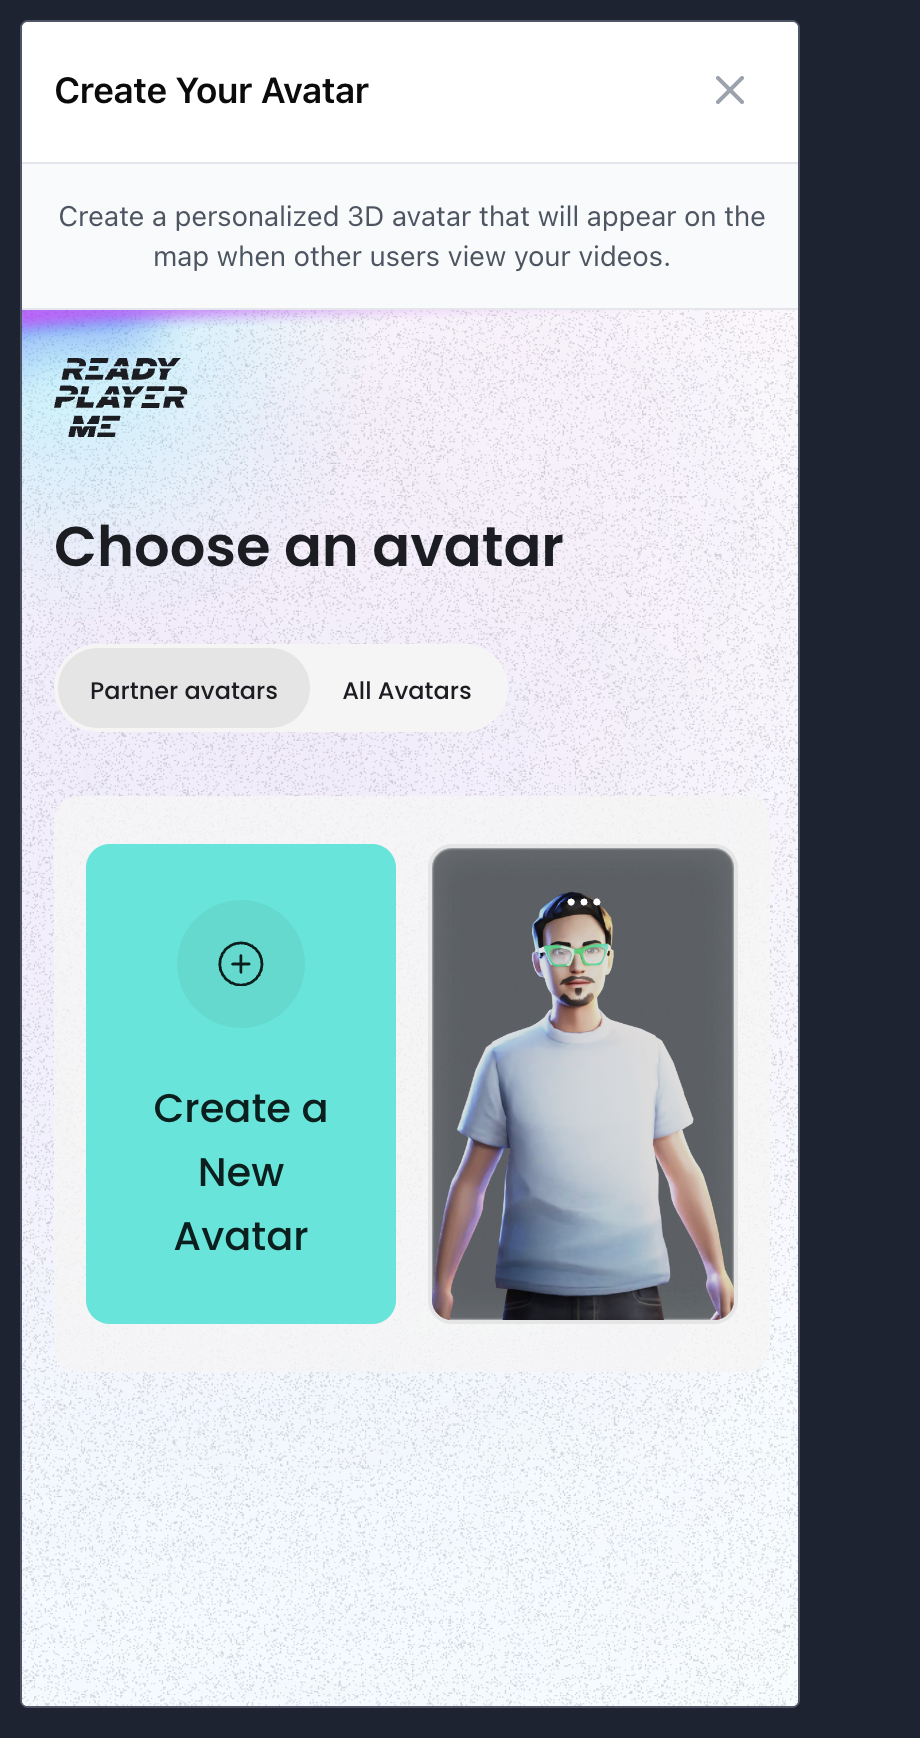 Create Your Avatar
Create a personalized 3D avatar that will appear on the
map when other users view your videos.
READY
PLAYER
ME
Choose an avatar
Partner avatars
All Avatars
Create a
New
Avatar